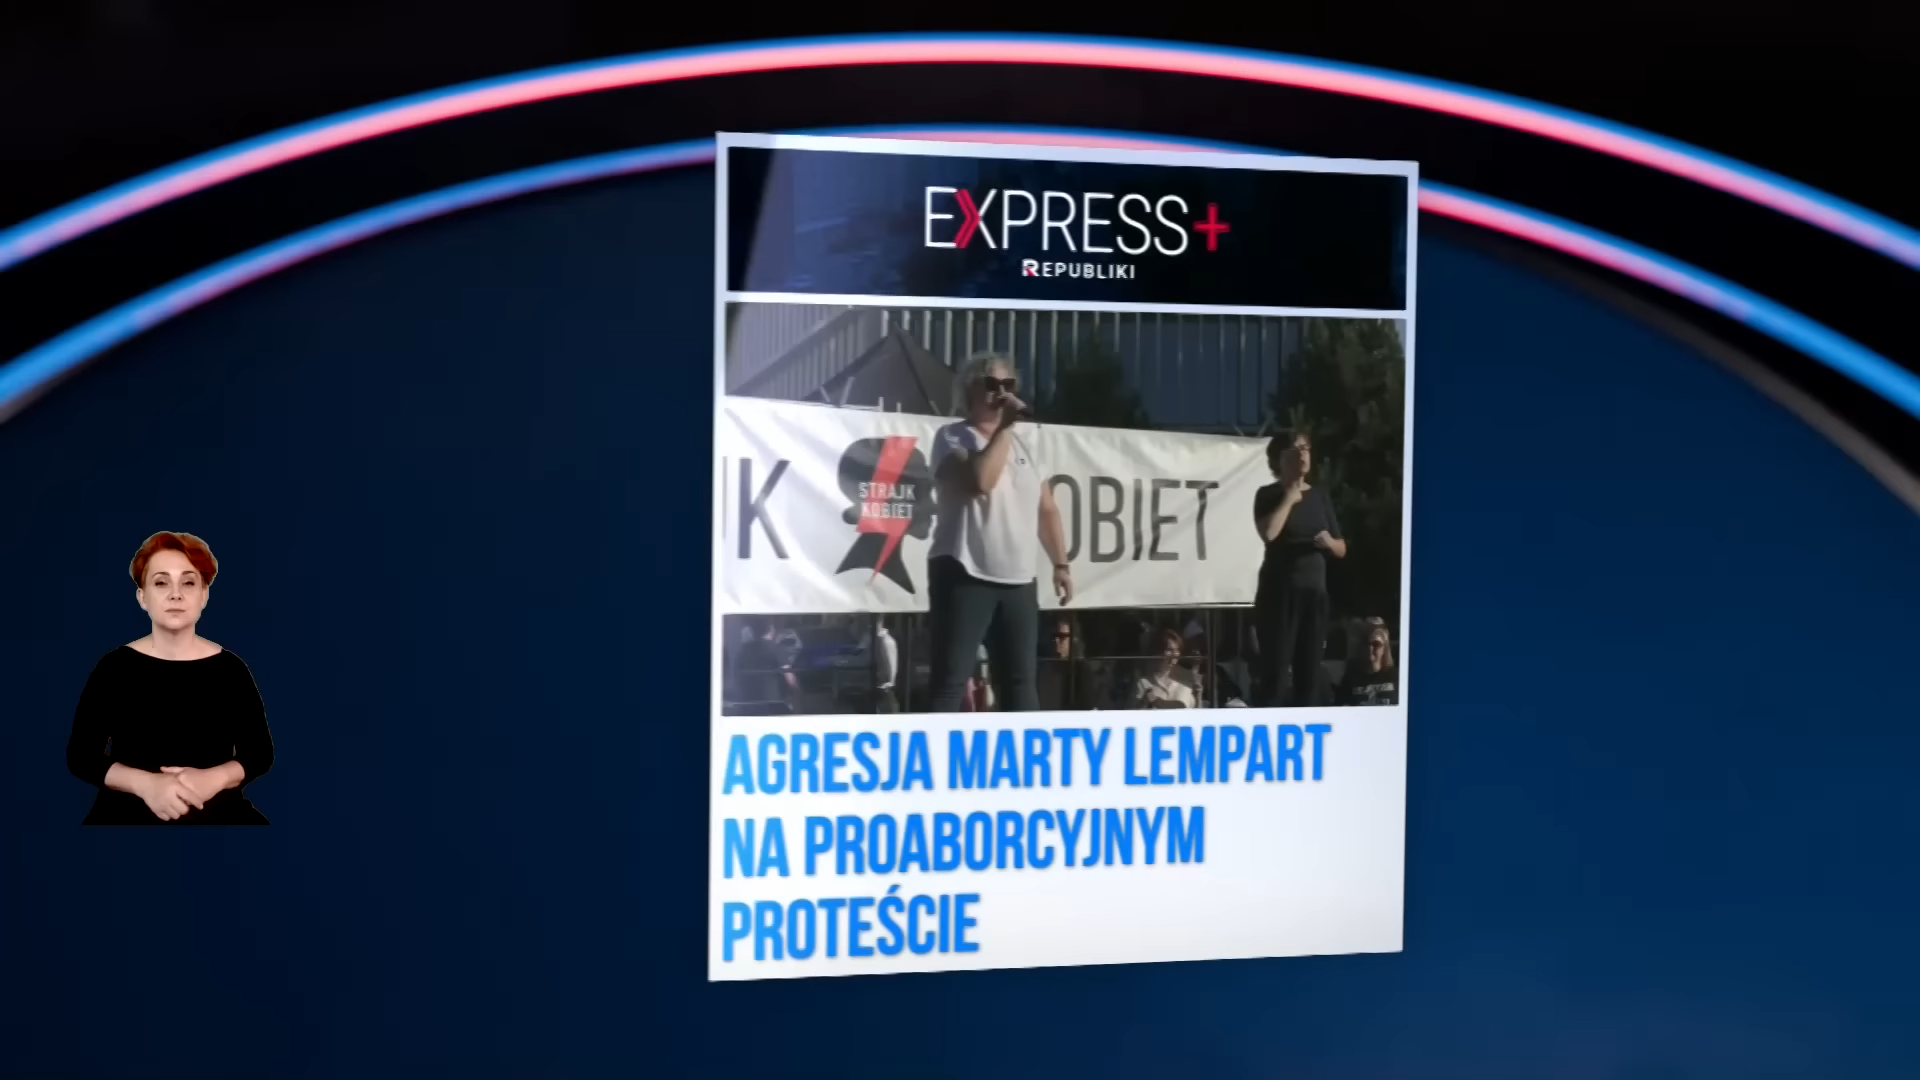 EXPRESS+
REPUBLIKI
K
OBIET
STRAJK
KOBIET
AGRESJA MARTY LEMPART
NA PROABORCYJNYM
PROTEŚCIE